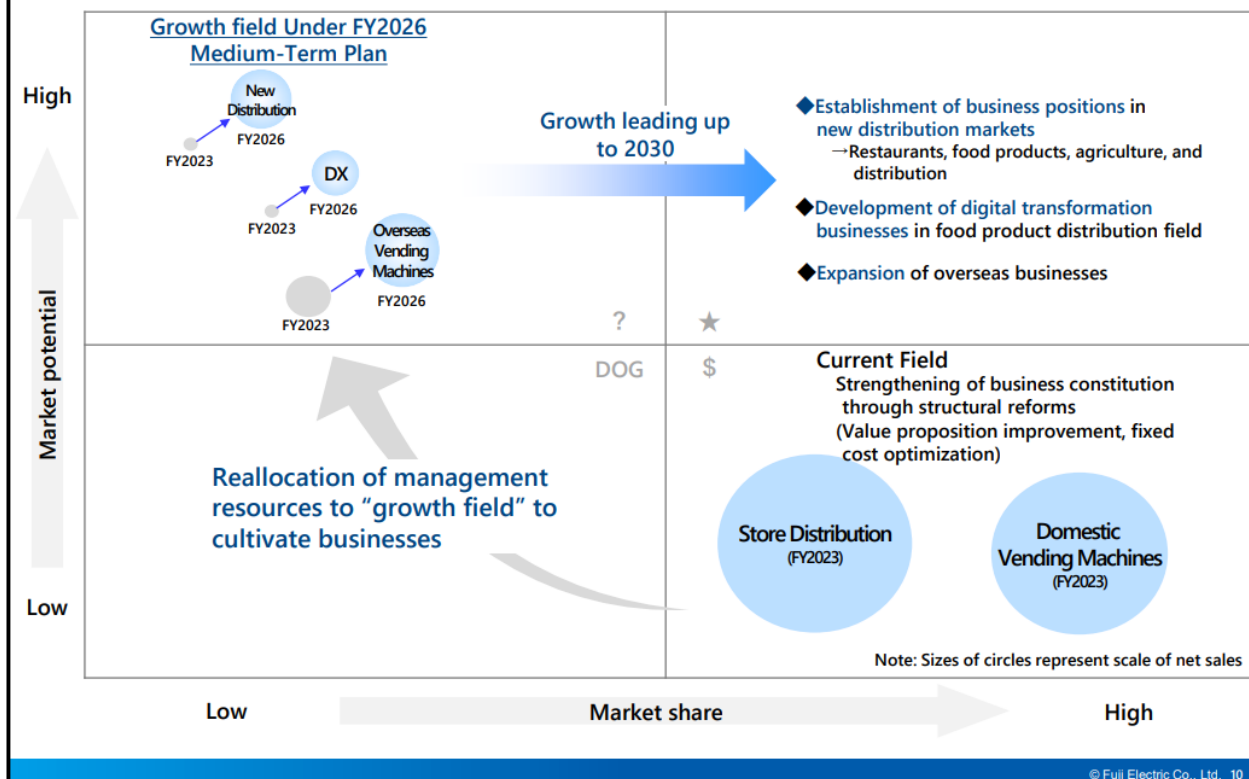 Growth field Under FY2026
Medium-Term Plan
High
New
Distribution
FY2026
FY2023
DX
FY2026
FY2023
Overseas
Vending
Machines
FY2026
FY2023
Growth leading up
to 2030
◆Establishment of business positions in
new distribution markets
→Restaurants, food products, agriculture, and
distribution
◆Development of digital transformation
businesses in food product distribution field
◆Expansion of overseas businesses
? ★
DOG $
Market potential
Current Field
Strengthening of business constitution
through structural reforms
(Value proposition improvement, fixed
cost optimization)
Reallocation of management
resources to “growth field” to
cultivate businesses
Store Distribution
(FY2023)
Domestic
Vending Machines
(FY2023)
Low
Note: Sizes of circles represent scale of net sales
Low
Market share
High
© Fuji Electric Co., Ltd. 10